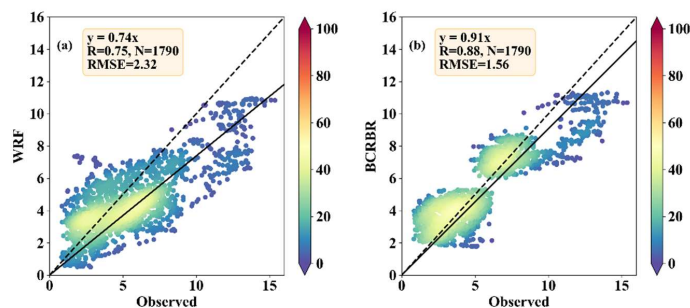 (a)
y = 0.74x
R=0.75, N=1790
RMSE=2.32
WRF
16
14
12
10
8
6
4
2
0
0 5 10 15
Observed
100
80
60
40
20
0
(b)
y = 0.91x
R=0.88, N=1790
RMSE=1.56
BCRBR
16
14
12
10
8
6
4
2
0
0 5 10 15
Observed
100
80
60
40
20
0